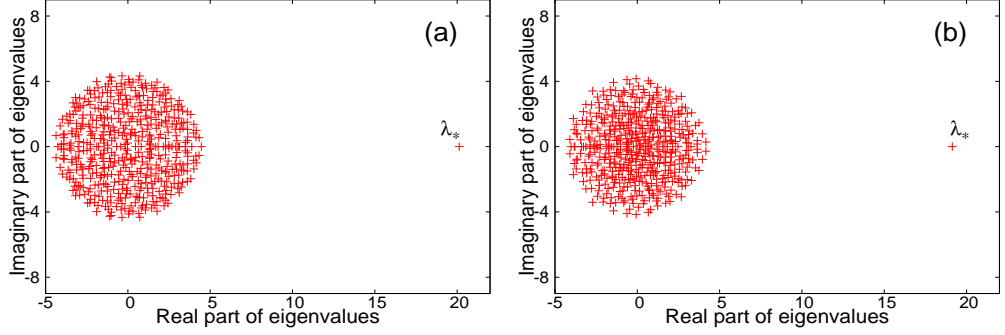 (a)
Imaginary part of eigenvalues
8
4
0
-4
-8
λ*
-5
0
5
10
15
20
Real part of eigenvalues
(b)
Imaginary part of eigenvalues
8
4
0
-4
-8
λ*
-5
0
5
10
15
20
Real part of eigenvalues